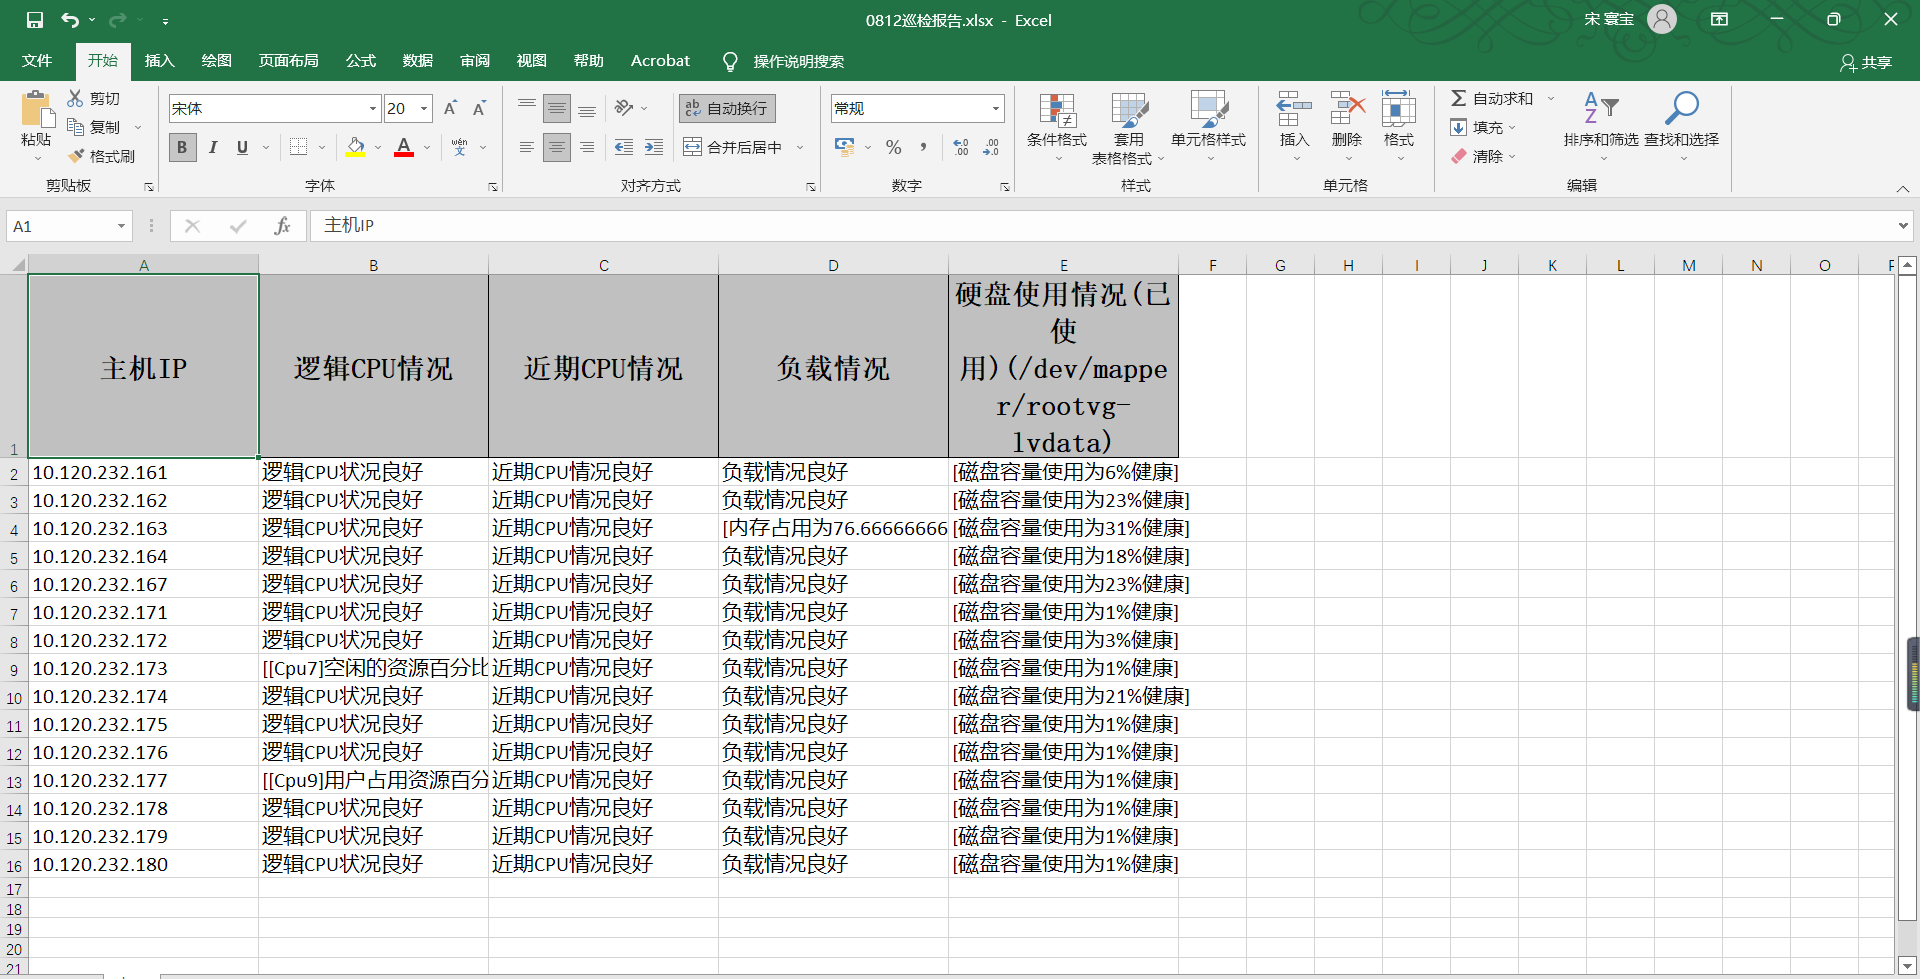 0812巡检报告.xlsx - Excel
宋 寰宝
文件 开始 插入 绘图 页面布局 公式 数据 审阅 视图 帮助 Acrobat 操作说明搜索 共享
粘贴 剪切 复制 格式刷
宋体 20 自动换行 常规
B I U A wén 文 合并后居中 %
条件格式 套用 表格格式 单元格样式 插入 删除 格式
自动求和 填充 清除 排序和筛选 查找和选择
剪贴板 字体 对齐方式 数字 样式 单元格 编辑
A1 fx 主机IP
A B C D E F G H I J K L M N O P
1 主机IP 逻辑CPU情况 近期CPU情况 负载情况 硬盘使用情况(已
使
用)(/dev/mappe
r/rootvg-
lvdata)
2 10.120.232.161 逻辑CPU状况良好 近期CPU情况良好 负载情况良好 [磁盘容量使用为6%健康]
3 10.120.232.162 逻辑CPU状况良好 近期CPU情况良好 负载情况良好 [磁盘容量使用为23%健康]
4 10.120.232.163 逻辑CPU状况良好 近期CPU情况良好 [内存占用为76.66666666 [磁盘容量使用为31%健康]
5 10.120.232.164 逻辑CPU状况良好 近期CPU情况良好 负载情况良好 [磁盘容量使用为18%健康]
6 10.120.232.167 逻辑CPU状况良好 近期CPU情况良好 负载情况良好 [磁盘容量使用为23%健康]
7 10.120.232.171 逻辑CPU状况良好 近期CPU情况良好 负载情况良好 [磁盘容量使用为1%健康]
8 10.120.232.172 逻辑CPU状况良好 近期CPU情况良好 负载情况良好 [磁盘容量使用为3%健康]
9 10.120.232.173 [[Cpu7]空闲的资源百分比 近期CPU情况良好 负载情况良好 [磁盘容量使用为1%健康]
10 10.120.232.174 逻辑CPU状况良好 近期CPU情况良好 负载情况良好 [磁盘容量使用为21%健康]
11 10.120.232.175 逻辑CPU状况良好 近期CPU情况良好 负载情况良好 [磁盘容量使用为1%健康]
12 10.120.232.176 逻辑CPU状况良好 近期CPU情况良好 负载情况良好 [磁盘容量使用为1%健康]
13 10.120.232.177 [[Cpu9]用户占用资源百分 近期CPU情况良好 负载情况良好 [磁盘容量使用为1%健康]
14 10.120.232.178 逻辑CPU状况良好 近期CPU情况良好 负载情况良好 [磁盘容量使用为1%健康]
15 10.120.232.179 逻辑CPU状况良好 近期CPU情况良好 负载情况良好 [磁盘容量使用为1%健康]
16 10.120.232.180 逻辑CPU状况良好 近期CPU情况良好 负载情况良好 [磁盘容量使用为1%健康]
17
18
19
20
21